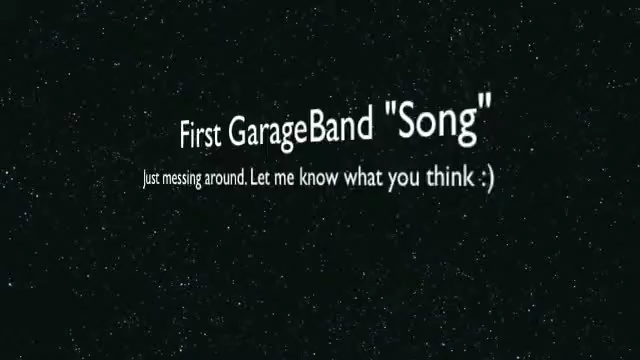 First GarageBand "Song"
Just messing around. Let me know what you think :)